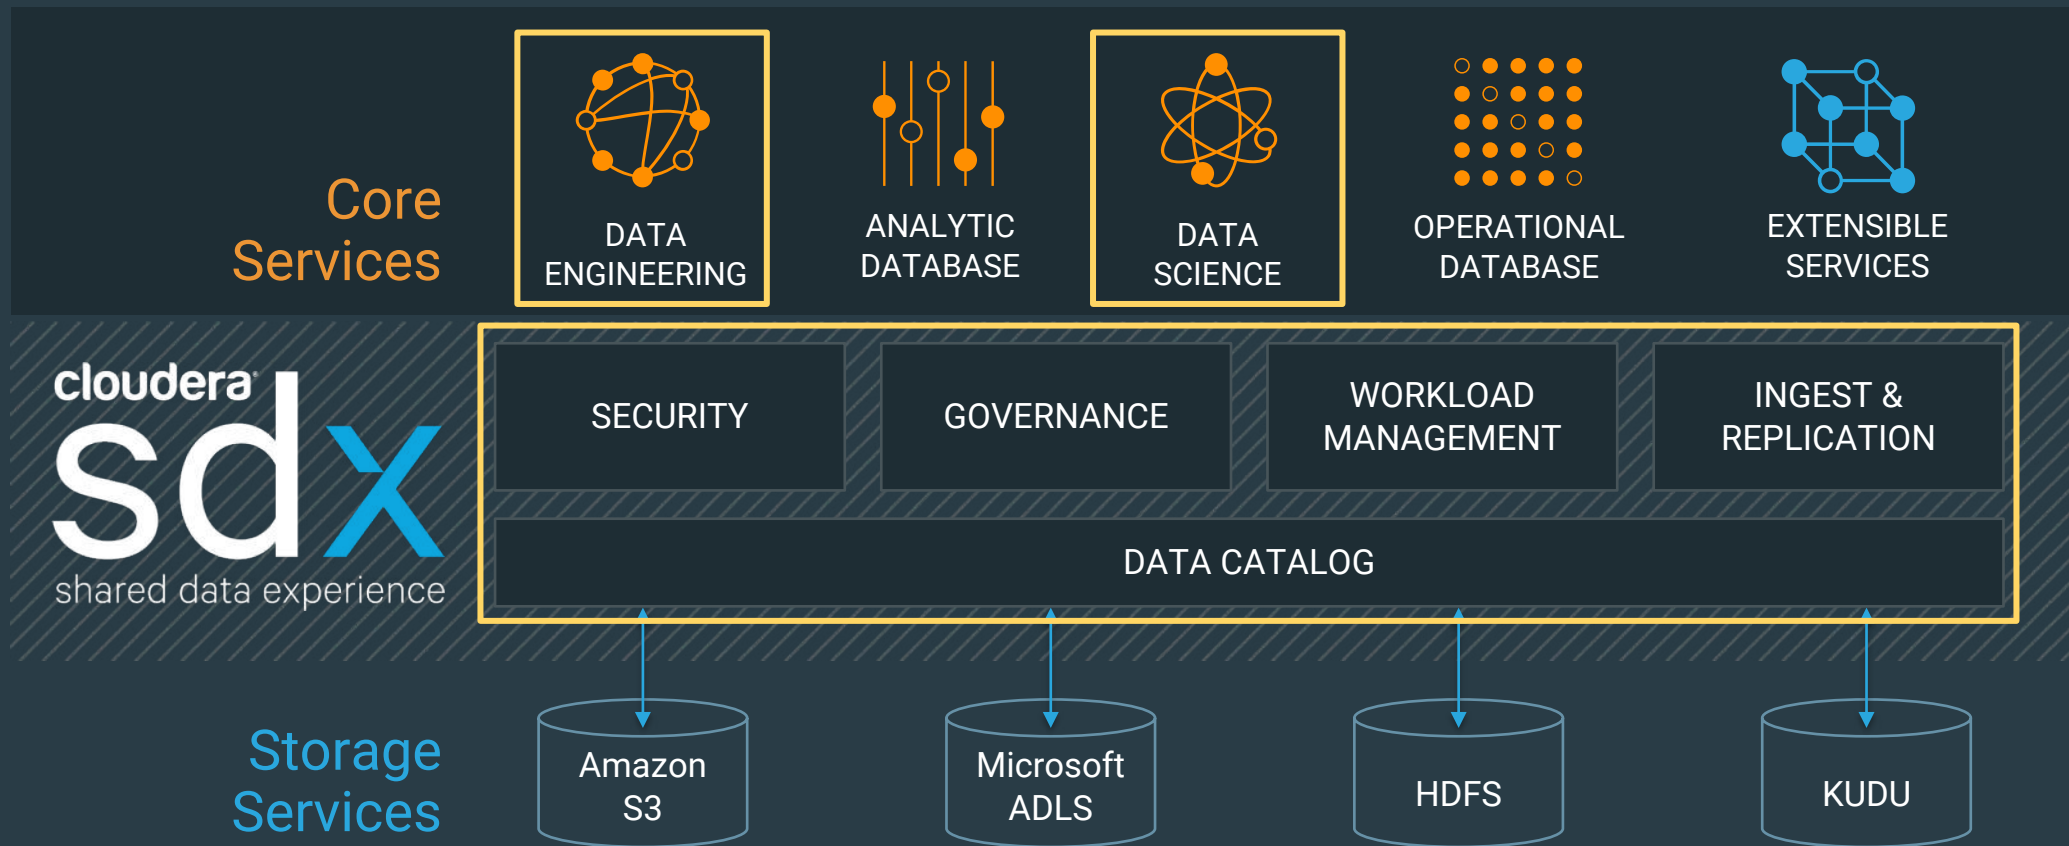 Core
Services
DATA
ENGINEERING
ANALYTIC
DATABASE
DATA
SCIENCE
OPERATIONAL
DATABASE
EXTENSIBLE
SERVICES
cloudera
sdx
shared data experience
SECURITY
GOVERNANCE
WORKLOAD
MANAGEMENT
INGEST &
REPLICATION
DATA CATALOG
Storage
Services
Amazon
S3
Microsoft
ADLS
HDFS
KUDU